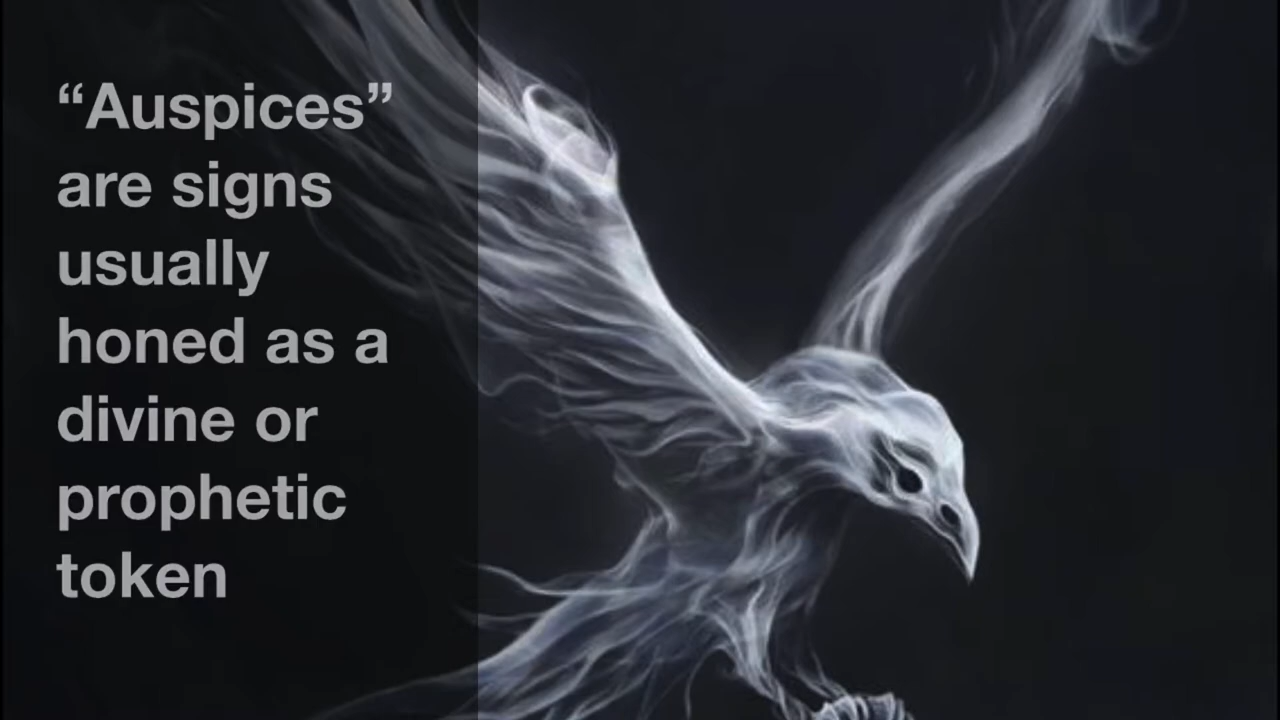 “Auspices”
are signs
usually
honed as a
divine or
prophetic
token